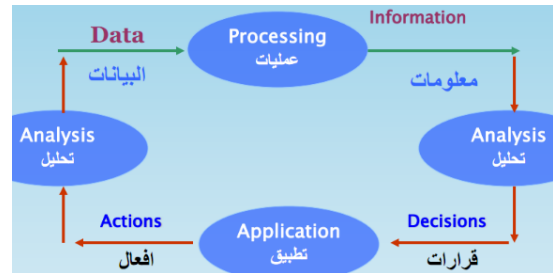 Data
البيانات
Processing
عمليات
Information
معلومات
Analysis
تحليل
Analysis
تحليل
Actions
افعال
Application
تطبيق
Decisions
قرارات